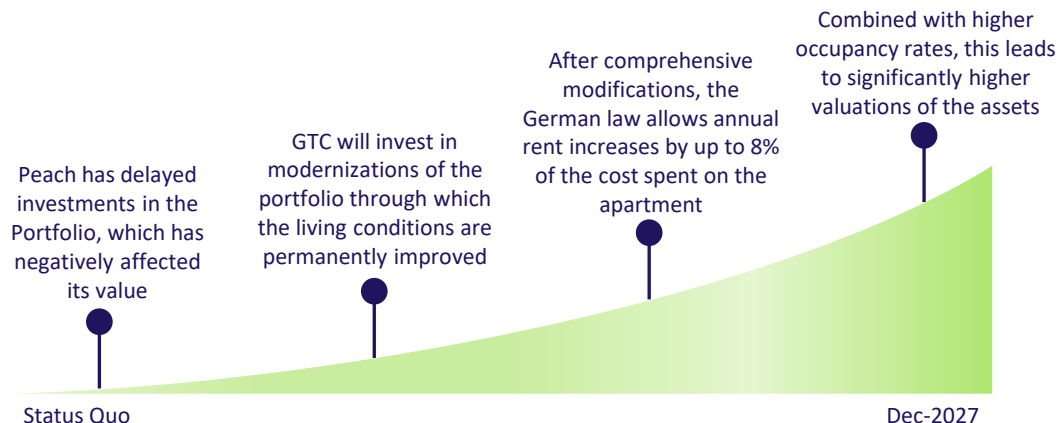 Peach has delayed
investments in the
Portfolio, which has
negatively affected
its value
GTC will invest in
modernizations of the
portfolio through which
the living conditions are
permanently improved
After comprehensive
modifications, the
German law allows annual
rent increases by up to 8%
of the cost spent on the
apartment
Combined with higher
occupancy rates, this leads
to significantly higher
valuations of the assets
Status Quo
Dec-2027